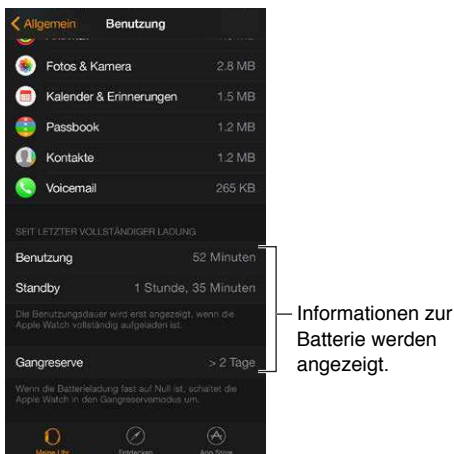 Allgemein Benutzung
Fotos & Kamera 2.8 MB
Kalender & Erinnerungen 1.5 MB
Passbook 1.2 MB
Kontakte 1.2 MB
Voicemail 265 KB
SEIT LETZTER VOLLSTÄNDIGER LADUNG
Benutzung 52 Minuten
Standby 1 Stunde, 35 Minuten
Die Benutzungsdauer wird erst angezeigt, wenn die
Apple Watch vollständig aufgeladen ist.
Gangreserve > 2 Tage
Wenn die Batterieladung fast auf Null ist, schaltet die
Apple Watch in den Gangreservemodus um.
Meine Uhr Entdecken App Store
Informationen zur
Batterie werden
angezeigt.